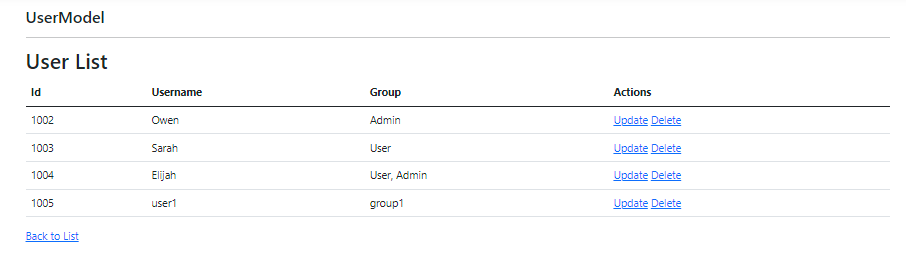 UserModel
User List
Id Username Group Actions
1002 Owen Admin Update Delete
1003 Sarah User Update Delete
1004 Elijah User, Admin Update Delete
1005 user1 group1 Update Delete
Back to List